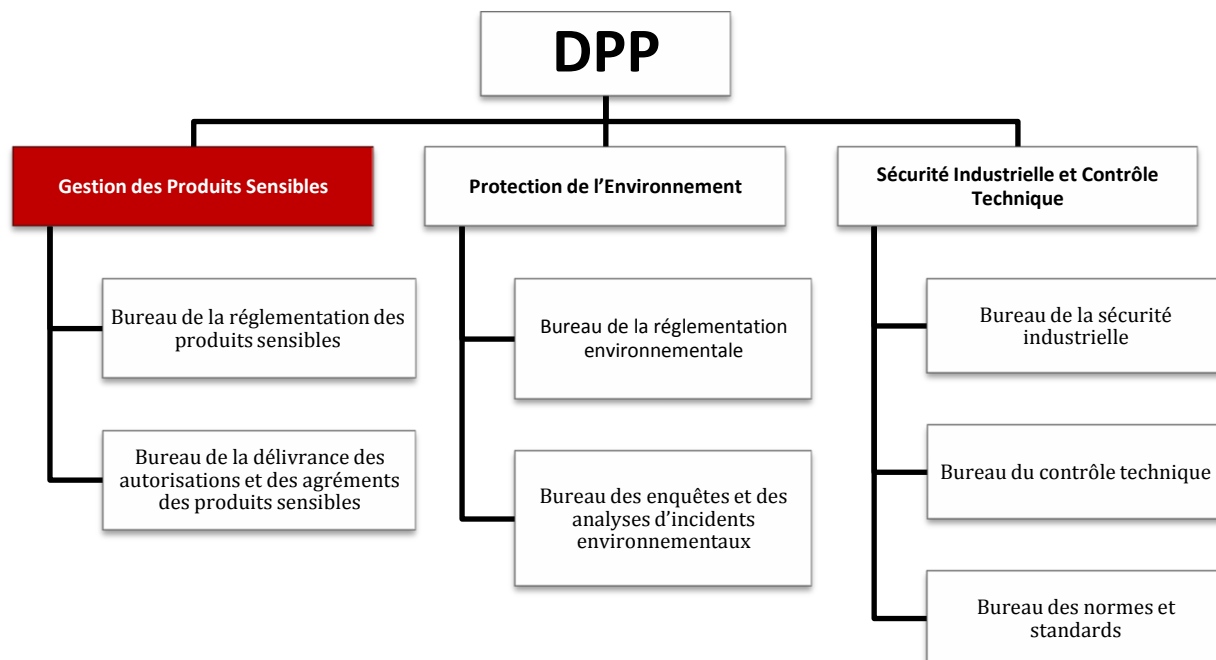 DPP
Gestion des Produits Sensibles
Bureau de la réglementation des
produits sensibles
Bureau de la délivrance des
autorisations et des agréments
des produits sensibles
Protection de l’Environnement
Bureau de la réglementation
environnementale
Bureau des enquêtes et des
analyses d’incidents
environnementaux
Sécurité Industrielle et Contrôle
Technique
Bureau de la sécurité
industrielle
Bureau du contrôle technique
Bureau des normes et
standards